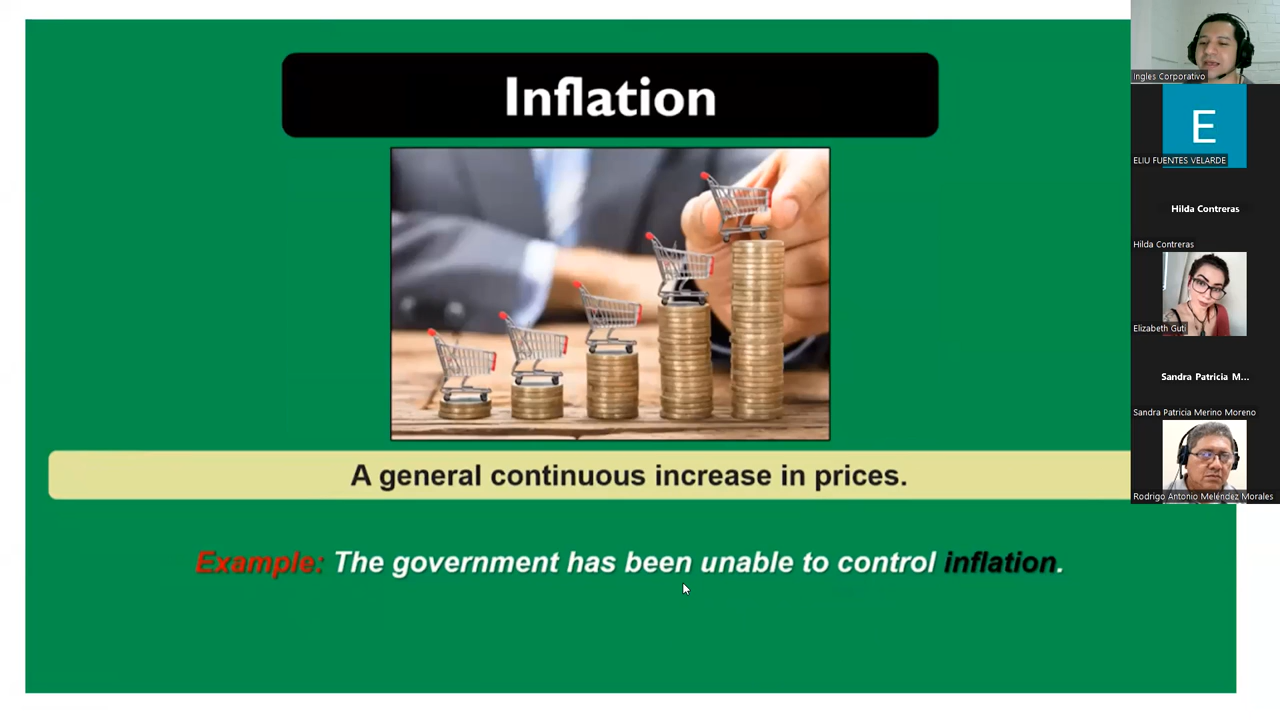 Inflation
A general continuous increase in prices.
Example: The government has been unable to control inflation.
Ingles Corporativo
E
ELIU FUENTES VELARDE
Hilda Contreras
Hilda Contreras
Elizabeth Guti
Sandra Patricia M...
Sandra Patricia Merino Moreno
Rodrigo Antonio Meléndez Morales